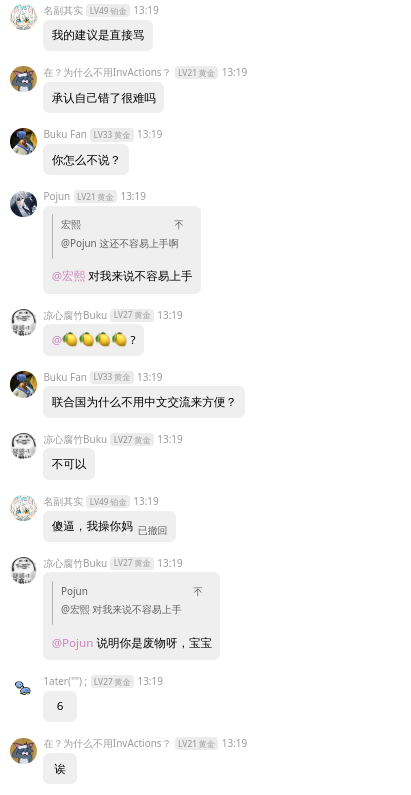 名副其实 LV49 铂金 13:19
我的建议是直接骂
在？为什么不用InvActions？ LV21 黄金 13:19
承认自己错了很难吗
Buku Fan LV33 黄金 13:19
你怎么不说？
Pojun LV21 黄金 13:19
宏熙
@Pojun 这还不容易上手啊
@宏熙 对我来说不容易上手
凉心腐竹Buku LV27 黄金 13:19
@🍋🍋🍋🍋 ?
Buku Fan LV33 黄金 13:19
联合国为什么不用中文交流来方便？
凉心腐竹Buku LV27 黄金 13:19
不可以
名副其实 LV49 铂金 13:19
傻逼，我操你妈 已撤回
凉心腐竹Buku LV27 黄金 13:19
Pojun
@宏熙 对我来说不容易上手
@Pojun 说明你是废物呀，宝宝
1ater("") ; LV27 黄金 13:19
6
在？为什么不用InvActions？ LV21 黄金 13:19
诶